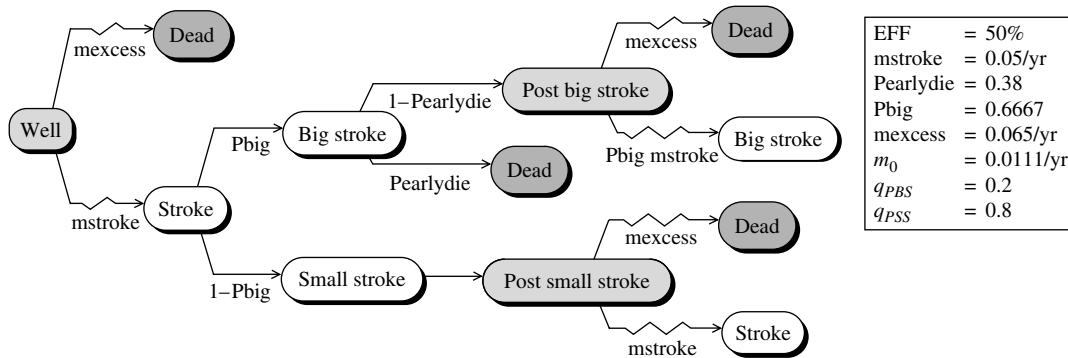 Dead
mexcess
Well
mstroke
Stroke
Pbig
1–Pbig
Big stroke
1–Pearlydie
Pearlydie
Dead
Post big stroke
mexcess
Dead
Pbig mstroke
Big stroke
Small stroke
Post small stroke
mexcess
Dead
mstroke
Stroke
EFF = 50%
mstroke = 0.05/yr
Pearlydie = 0.38
Pbig = 0.6667
mexcess = 0.065/yr
m0 = 0.0111/yr
qPBS = 0.2
qPSS = 0.8